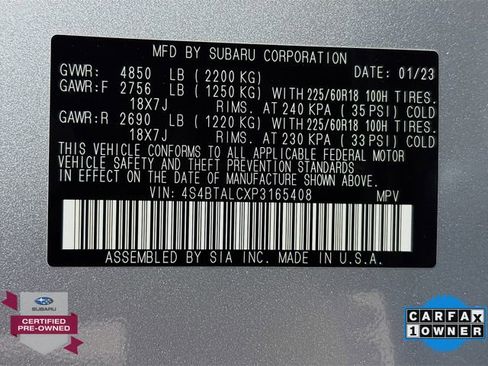 MFD BY SUBARU CORPORATION
GVWR: 4850 LB (2200 KG) DATE: 01/23
GAWR:F 2756 LB (1250 KG) WITH 225/60R18 100H TIRES.
18X7J RIMS. AT 240 KPA (35 PSI) COLD
GAWR:R 2690 LB (1220 KG) WITH 225/60R18 100H TIRES.
18X7J RIMS. AT 230 KPA (33 PSI) COLD
THIS VEHICLE CONFORMS TO ALL APPLICABLE FEDERAL MOTOR
VEHICLE SAFETY AND THEFT PREVENTION STANDARDS IN EFFECT
ON THE DATE OF MANUFACTURE SHOWN ABOVE.
VIN: 4S4BTALCXP3165408 MPV
ASSEMBLED BY SIA INC. MADE IN U.S.A.
SUBARU
CERTIFIED
PRE-OWNED
CARFAX
1 OWNER